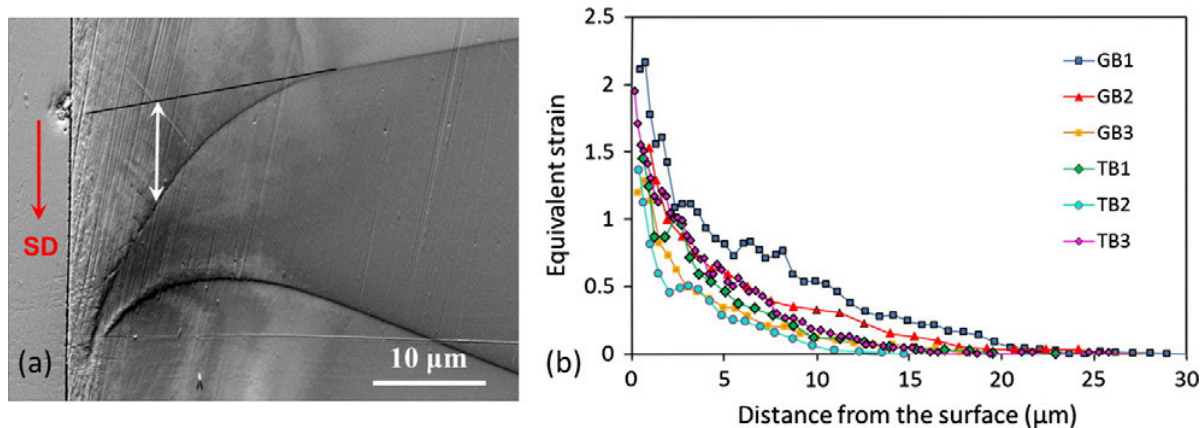 SD
(a)
10 µm
2.5
2
1.5
1
0.5
0
Equivalent strain
GB1
GB2
GB3
TB1
TB2
TB3
(b)
0 5 10 15 20 25 30
Distance from the surface (µm)